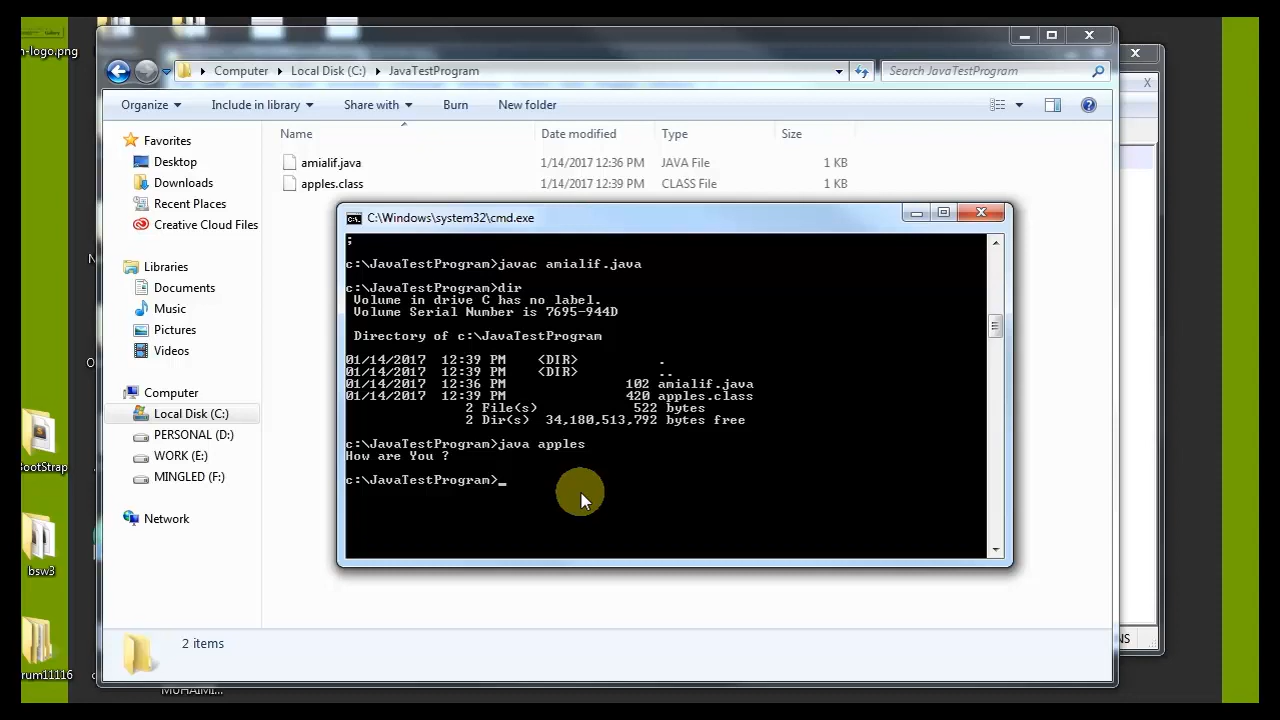 n-logo.png
Computer
Local Disk (C:)
JavaTestProgram
Search JavaTestProgram
Organize
Include in library
Share with
Burn
New folder
Name
Date modified
Type
Size
Favorites
Desktop
Downloads
Recent Places
Creative Cloud Files
Libraries
Documents
Music
Pictures
Videos
Computer
Local Disk (C:)
PERSONAL (D:)
WORK (E:)
MINGLED (F:)
Network
amialif.java 1/14/2017 12:36 PM JAVA File 1 KB
apples.class 1/14/2017 12:39 PM CLASS File 1 KB
C:\Windows\system32\cmd.exe
;
c:\JavaTestProgram>javac amialif.java
c:\JavaTestProgram>dir
Volume in drive C has no label.
Volume Serial Number is 7695-944D
Directory of c:\JavaTestProgram
01/14/2017 12:39 PM <DIR> .
01/14/2017 12:39 PM <DIR> ..
01/14/2017 12:36 PM 102 amialif.java
01/14/2017 12:39 PM 420 apples.class
2 File(s) 522 bytes
2 Dir(s) 34,180,513,792 bytes free
c:\JavaTestProgram>java apples
How are You ?
c:\JavaTestProgram>_
2 items
BootStrap
bsw3
rum11116
NS